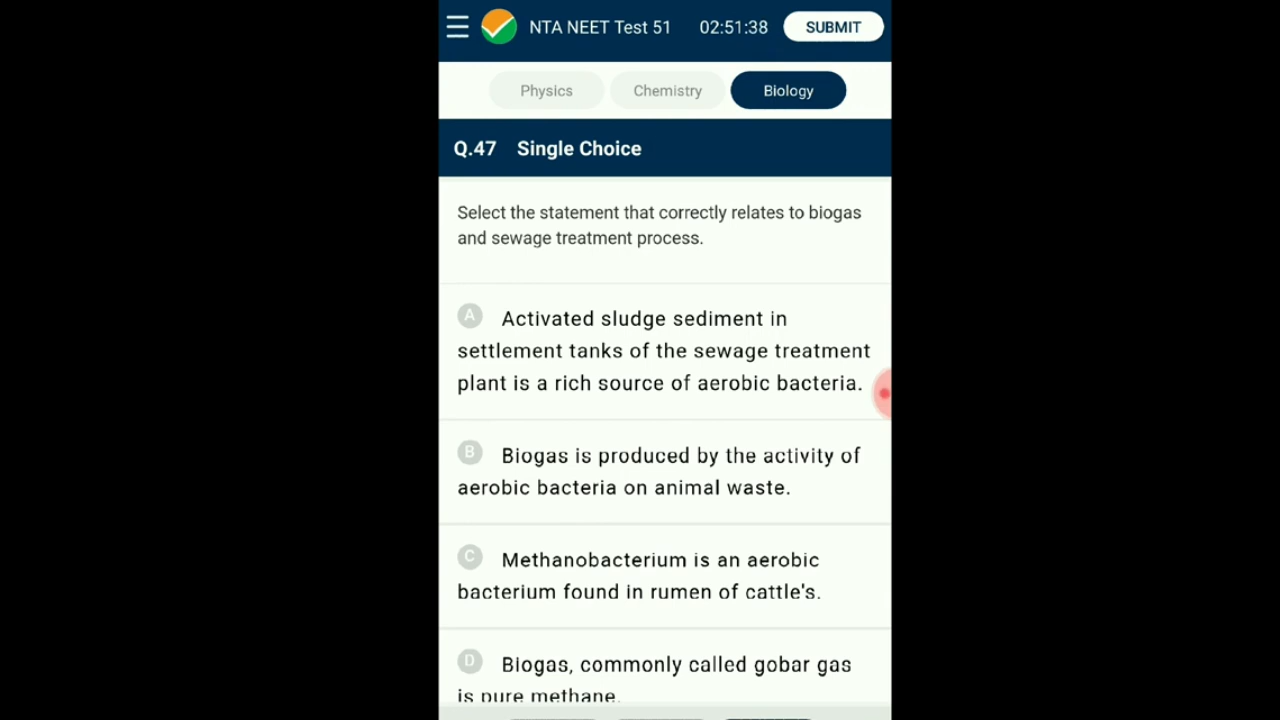 NTA NEET Test 51 02:51:38 SUBMIT
Physics Chemistry Biology
Q.47 Single Choice
Select the statement that correctly relates to biogas
and sewage treatment process.
A Activated sludge sediment in
settlement tanks of the sewage treatment
plant is a rich source of aerobic bacteria.
B Biogas is produced by the activity of
aerobic bacteria on animal waste.
C Methanobacterium is an aerobic
bacterium found in rumen of cattle's.
D Biogas, commonly called gobar gas
is pure methane.